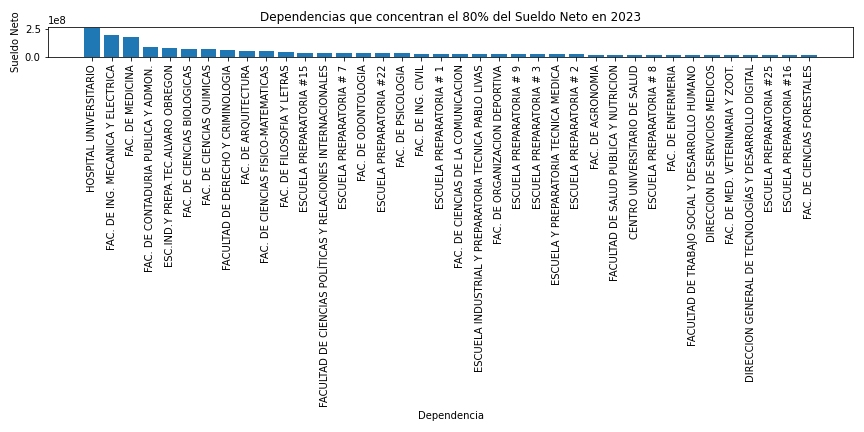 Dependencias que concentran el 80% del Sueldo Neto en 2023
1e8
2.5
0.0
Sueldo Neto
HOSPITAL UNIVERSITARIO
FAC. DE ING. MECANICA Y ELECTRICA
FAC. DE MEDICINA
FAC. DE CONTADURIA PUBLICA Y ADMON.
ESC.IND.Y PREPA.TEC.ALVARO OBREGON
FAC. DE CIENCIAS BIOLOGICAS
FAC. DE CIENCIAS QUIMICAS
FACULTAD DE DERECHO Y CRIMINOLOGIA
FAC. DE ARQUITECTURA
FAC. DE CIENCIAS FISICO-MATEMATICAS
FAC. DE FILOSOFIA Y LETRAS
ESCUELA PREPARATORIA #15
FACULTAD DE CIENCIAS POLÍTICAS Y RELACIONES INTERNACIONALES
ESCUELA PREPARATORIA # 7
FAC. DE ODONTOLOGIA
ESCUELA PREPARATORIA #22
FAC. DE PSICOLOGIA
FAC. DE ING. CIVIL
ESCUELA PREPARATORIA # 1
FAC. DE CIENCIAS DE LA COMUNICACION
ESCUELA INDUSTRIAL Y PREPARATORIA TECNICA PABLO LIVAS
FAC. DE ORGANIZACION DEPORTIVA
ESCUELA PREPARATORIA # 9
ESCUELA PREPARATORIA # 3
ESCUELA Y PREPARATORIA TECNICA MEDICA
ESCUELA PREPARATORIA # 2
FAC. DE AGRONOMIA
FACULTAD DE SALUD PUBLICA Y NUTRICION
CENTRO UNIVERSITARIO DE SALUD
ESCUELA PREPARATORIA # 8
FAC. DE ENFERMERIA
FACULTAD DE TRABAJO SOCIAL Y DESARROLLO HUMANO
DIRECCION DE SERVICIOS MEDICOS
FAC. DE MED. VETERINARIA Y ZOOT.
DIRECCION GENERAL DE TECNOLOGÍAS Y DESARROLLO DIGITAL
ESCUELA PREPARATORIA #25
ESCUELA PREPARATORIA #16
FAC. DE CIENCIAS FORESTALES
Dependencia